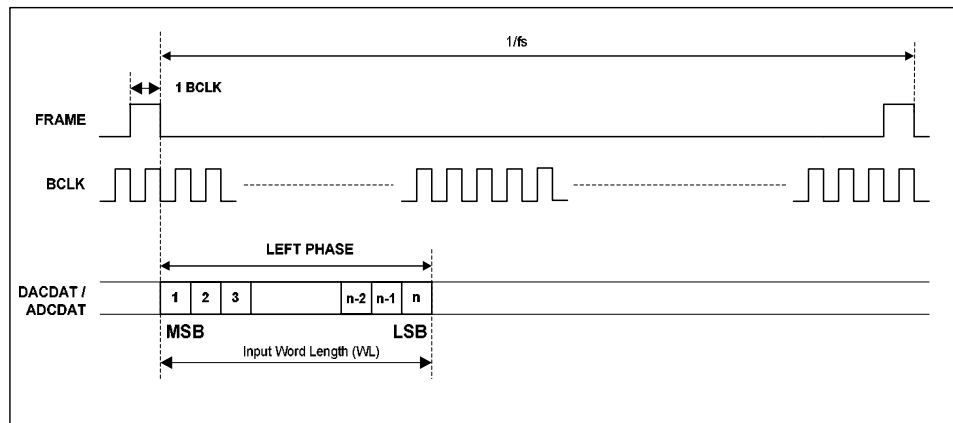 1/fs
1 BCLK
FRAME
BCLK
LEFT PHASE
DACDAT /
ADCDAT
1 2 3 n-2 n-1 n
MSB LSB
Input Word Length (WL)